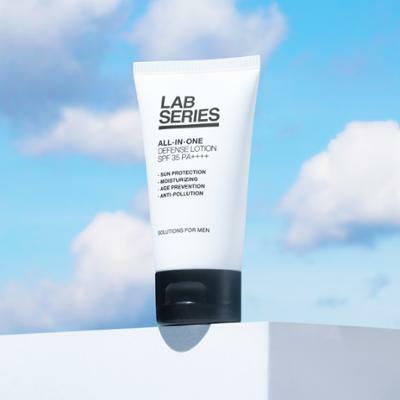 LAB
SERIES
ALL-IN-ONE
DEFENSE LOTION
SPF 35 PA++++
- SUN PROTECTION
- MOISTURIZING
- AGE PREVENTION
- ANTI-POLLUTION
SOLUTIONS FOR MEN